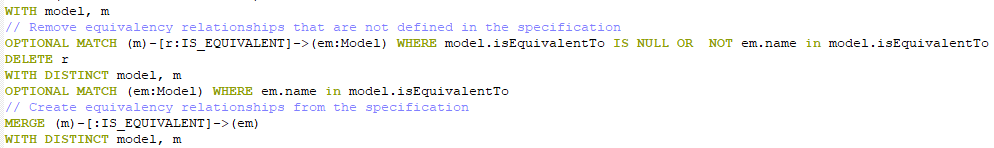 WITH model, m
// Remove equivalency relationships that are not defined in the specification
OPTIONAL MATCH (m)-[r:IS_EQUIVALENT]->(em:Model) WHERE model.isEquivalentTo IS NULL OR  NOT em.name in model.isEquivalentTo
DELETE r
WITH DISTINCT model, m
OPTIONAL MATCH (em:Model) WHERE em.name in model.isEquivalentTo
// Create equivalency relationships from the specification
MERGE (m)-[:IS_EQUIVALENT]->(em)
WITH DISTINCT model, m